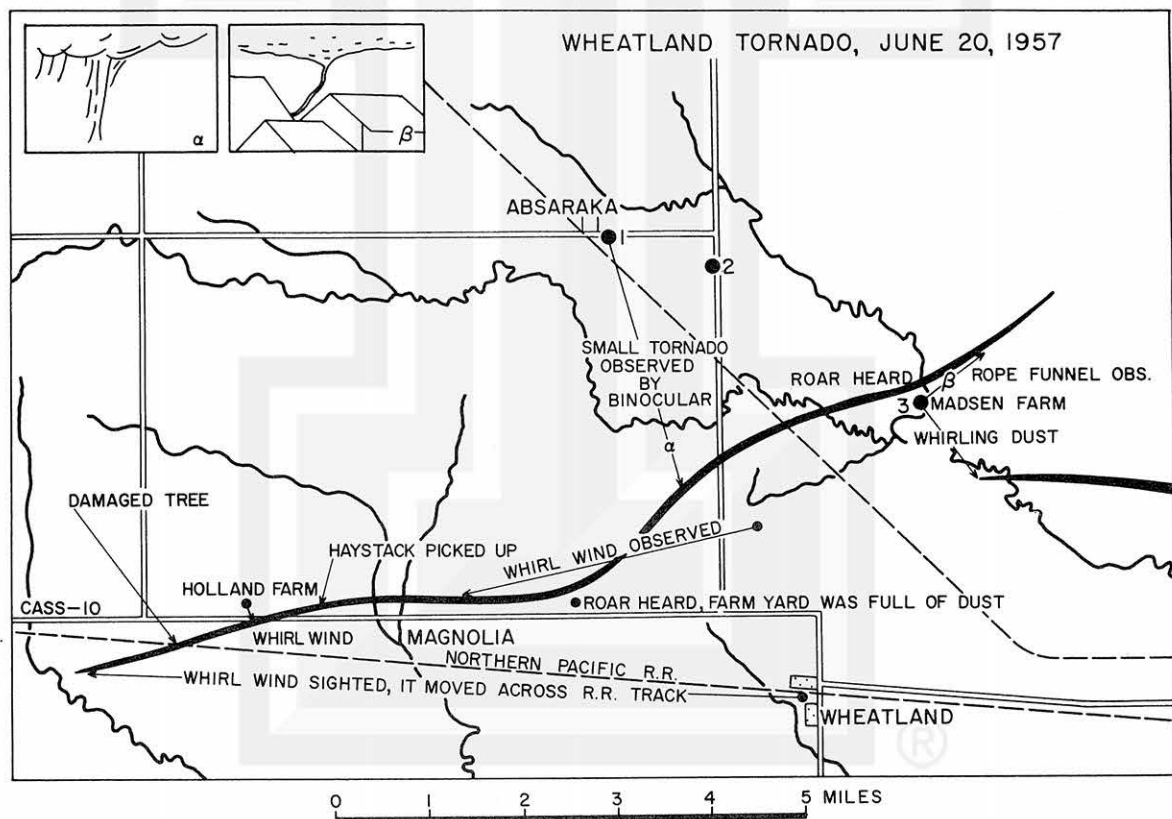 WHEATLAND TORNADO, JUNE 20, 1957
α
β
ABSARAKA
1
2
SMALL TORNADO
OBSERVED
BY
BINOCULAR
α
ROAR HEARD
β
ROPE FUNNEL OBS.
3
MADSEN FARM
WHIRLING DUST
DAMAGED TREE
HAYSTACK PICKED UP
WHIRL WIND OBSERVED
HOLLAND FARM
CASS-10
ROAR HEARD, FARM YARD WAS FULL OF DUST
WHIRL WIND
MAGNOLIA
NORTHERN PACIFIC R.R.
WHIRL WIND SIGHTED, IT MOVED ACROSS R.R. TRACK
WHEATLAND
®
0 1 2 3 4 5 MILES